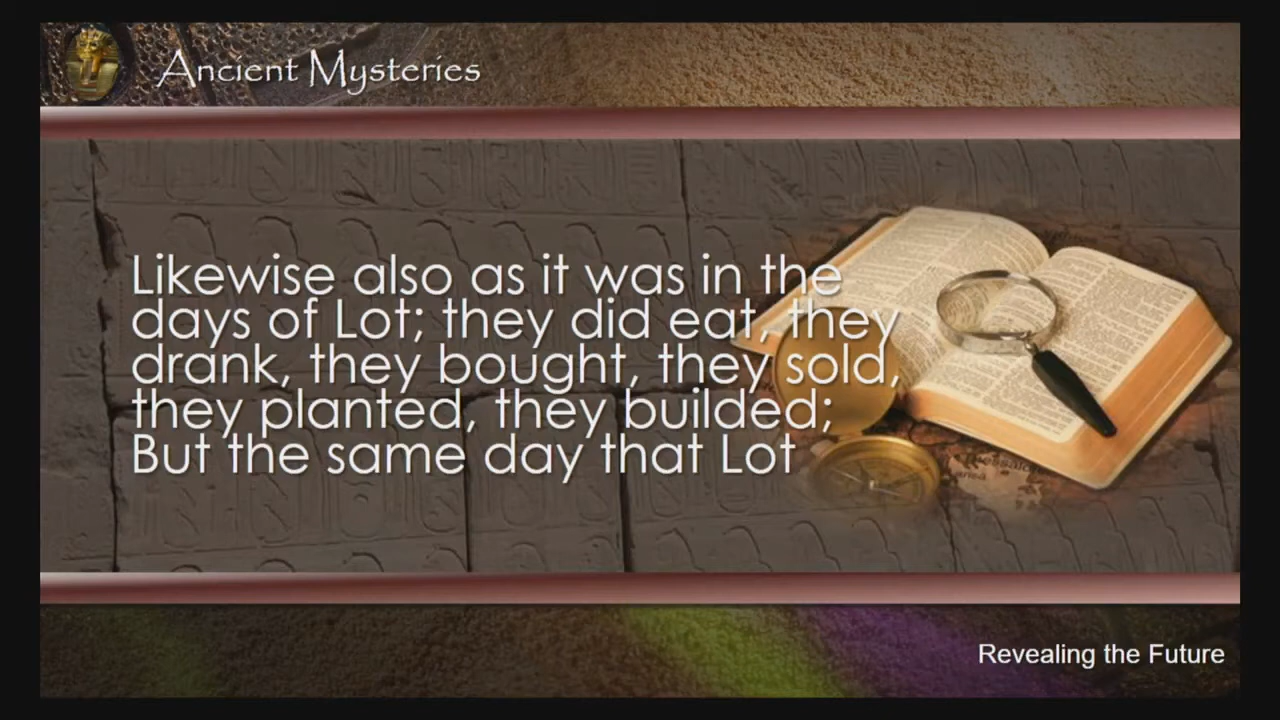 Ancient Mysteries
Likewise also as it was in the
days of Lot; they did eat, they
drank, they bought, they sold,
they planted, they builded;
But the same day that Lot
Revealing the Future